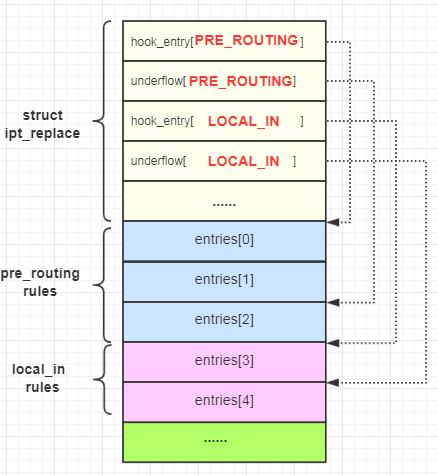 hook_entry[PRE_ROUTING ]
underflow[ PRE_ROUTING]
struct
ipt_replace
hook_entry[ LOCAL_IN ]
underflow[ LOCAL_IN ]
......
entries[0]
pre_routing
rules
entries[1]
entries[2]
local_in
rules
entries[3]
entries[4]
......